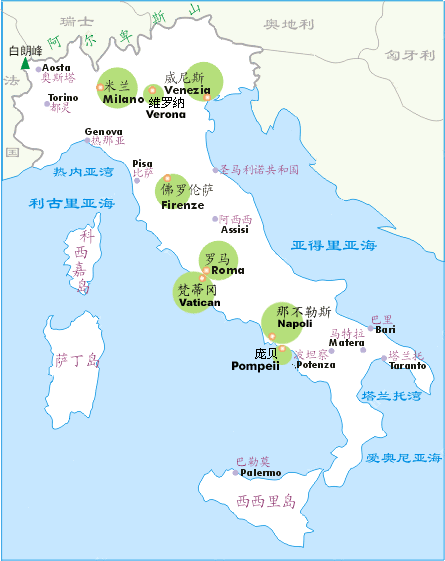 瑞士
奥地利
匈牙利
法
国
阿尔卑斯山
白朗峰
Aosta
奥斯塔
Torino
都灵
米兰
Milano
维罗纳
Verona
威尼斯
Venezia
Genova
热那亚
热内亚湾
利古里亚海
Pisa
比萨
佛罗伦萨
Firenze
圣马利诺共和国
阿西西
Assisi
亚得里亚海
科西嘉岛
罗马
Roma
梵蒂冈
Vatican
那不勒斯
Napoli
庞贝
Pompeii
波坦察
Potenza
马特拉
Matera
巴里
Bari
塔兰托
Taranto
塔兰托湾
萨丁岛
爱奥尼亚海
巴勒莫
Palermo
西西里岛